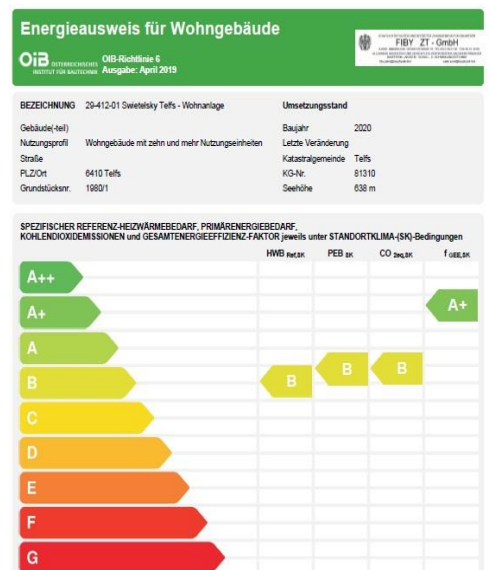 Energieausweis für Wohngebäude
FIBY ZT - GmbH
OiB ÖSTERREICHISCHES INSTITUT FÜR BAUTECHNIK
OIB-Richtlinie 6
Ausgabe: April 2019
BEZEICHNUNG 29-412-01 Swietelsky Telfs - Wohnanlage Umsetzungsstand
Gebäude(-teil) Baujahr 2020
Nutzungsprofil Wohngebäude mit zehn und mehr Nutzungseinheiten Letzte Veränderung
Straße Katastralgemeinde Telfs
PLZ/Ort 6410 Telfs KG-Nr. 81310
Grundstücksnr. 1980/1 Seehöhe 638 m
SPEZIFISCHER REFERENZ-HEIZWÄRMEBEDARF, PRIMÄRENERGIEBEDARF,
KOHLENDIOXIDEMISSIONEN und GESAMTENERGIEEFFIZIENZ-FAKTOR jeweils unter STANDORTKLIMA-(SK)-Bedingungen
HWB Ref,SK PEB SK CO 2eq,SK f GEE,SK
A++
A+ A+
A
B B B B
C
D
E
F
G